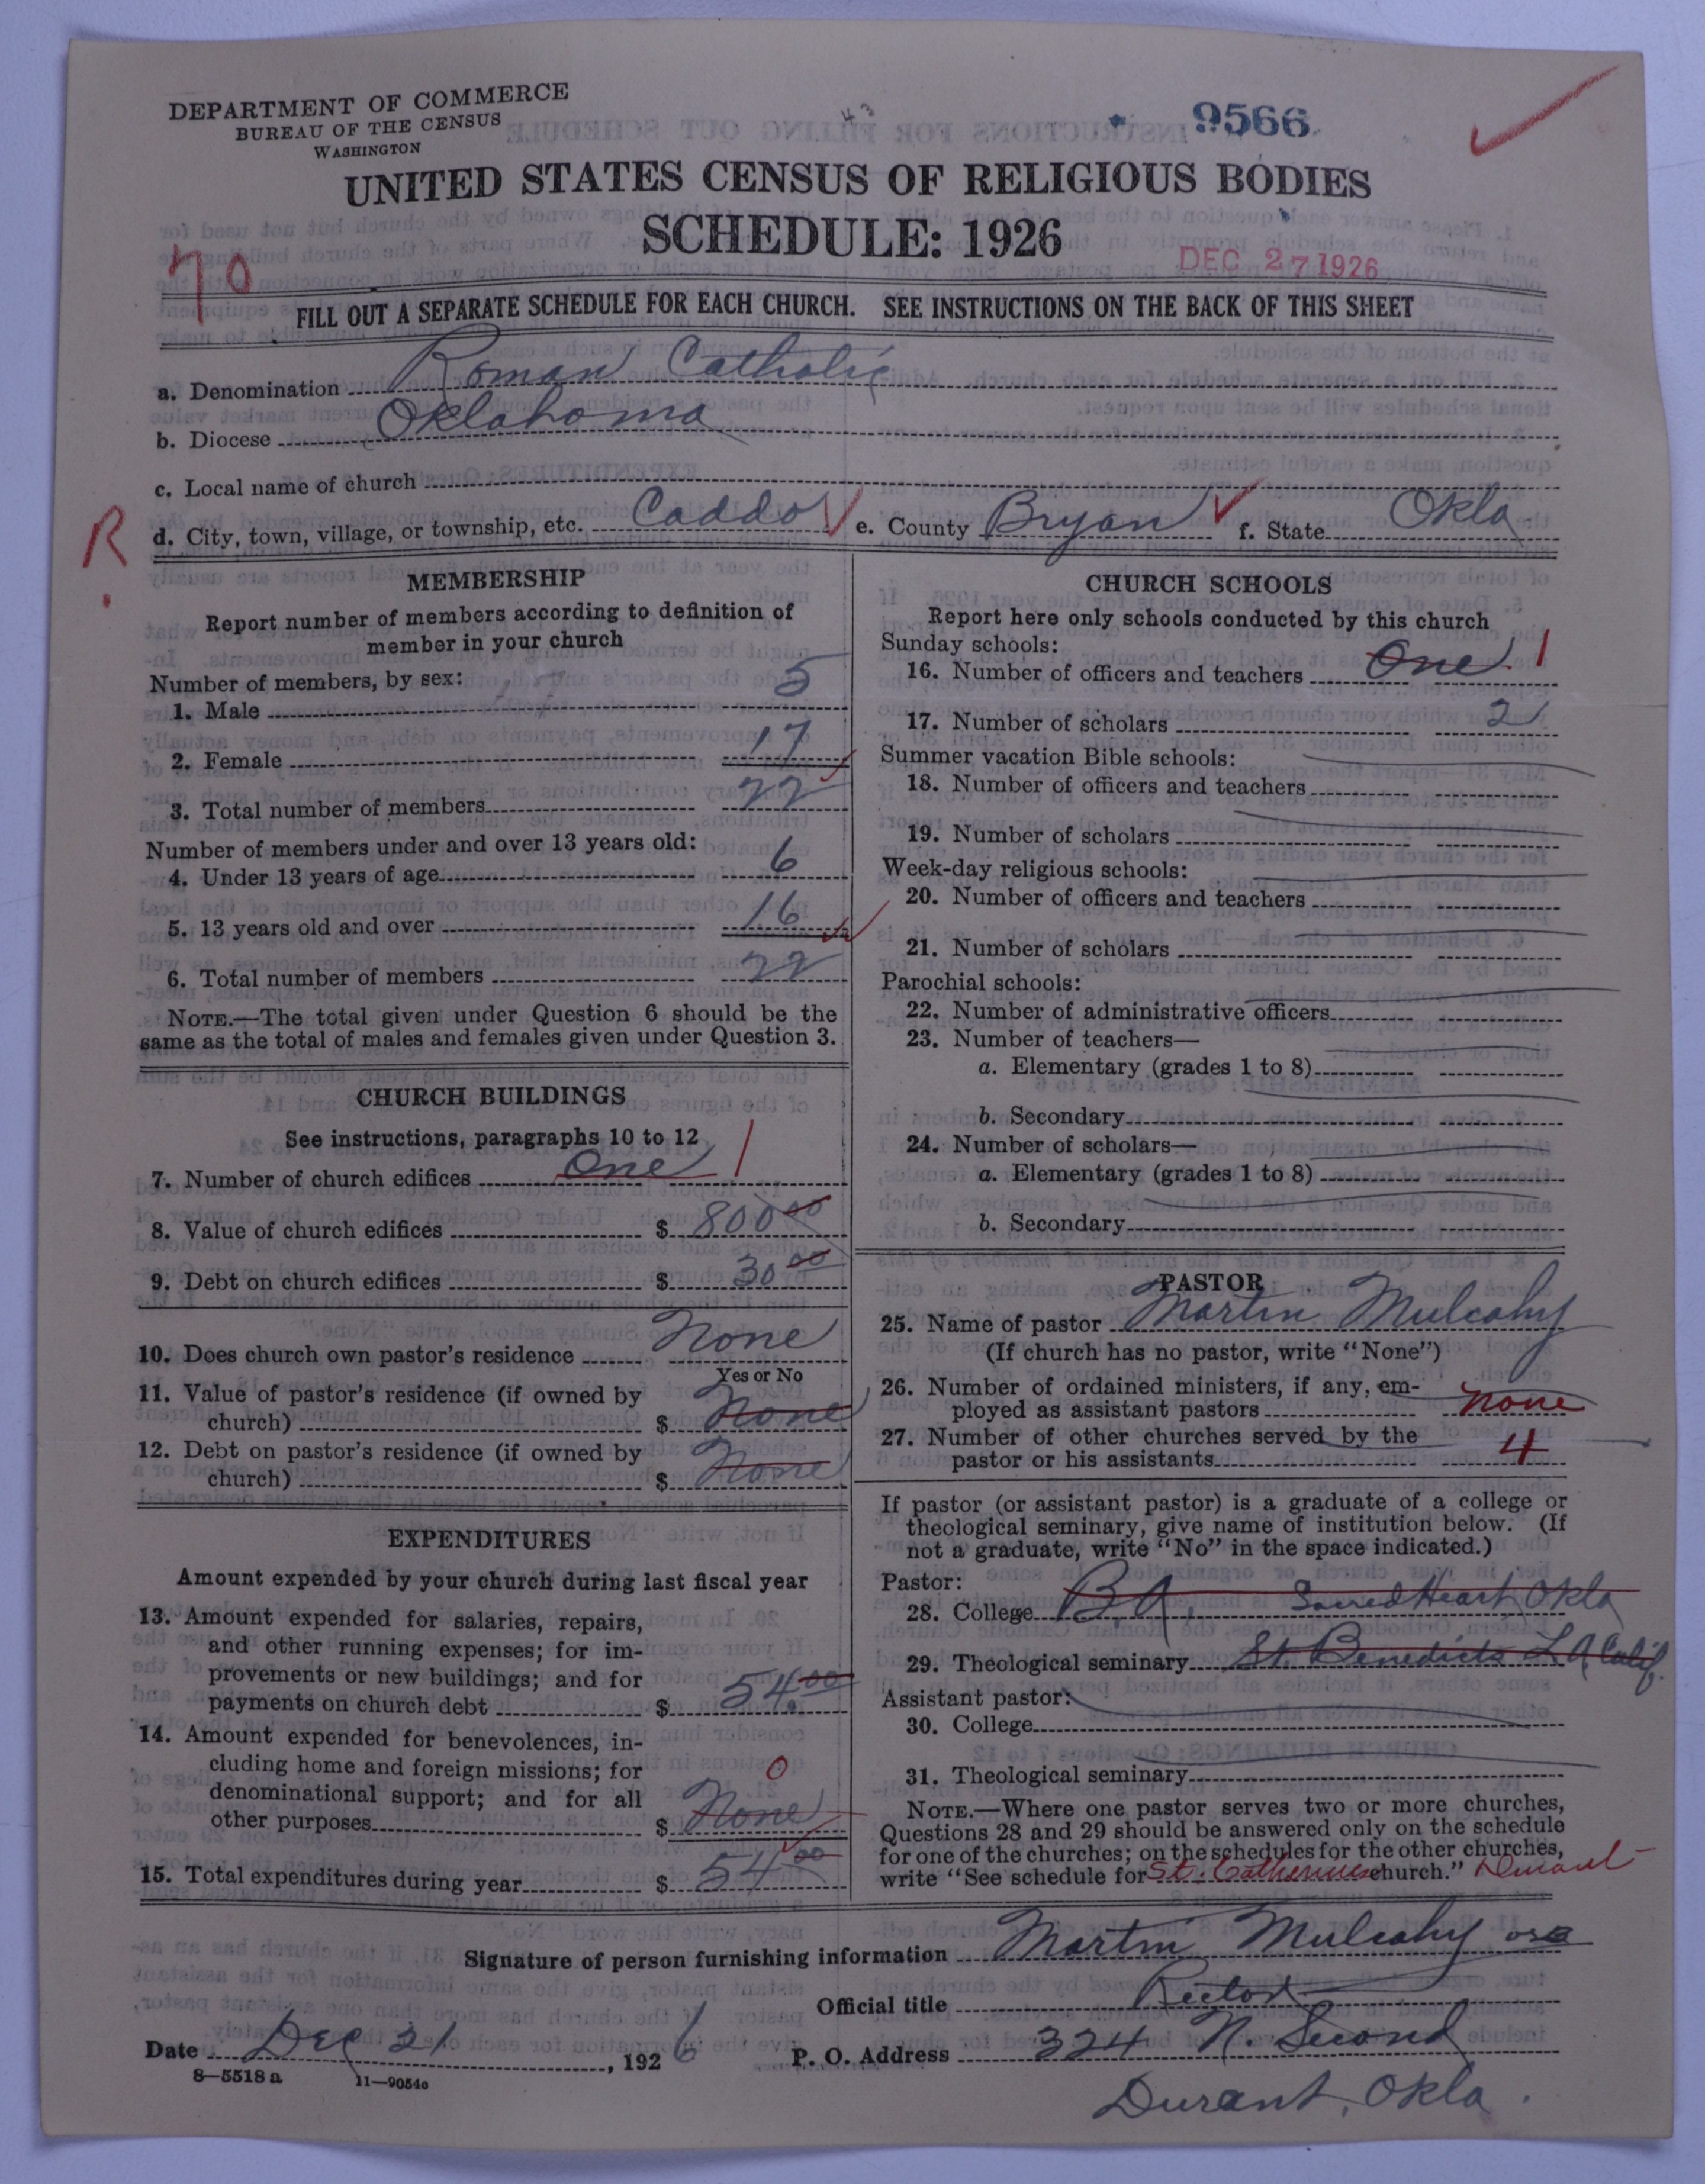 DEPARTMENT OF COMMERCE
BUREAU OF THE CENSUS
WASHINGTON
9566
UNITED STATES CENSUS OF RELIGIOUS BODIES
SCHEDULE: 1926
70
DEC 27 1926
FILL OUT A SEPARATE SCHEDULE FOR EACH CHURCH. SEE INSTRUCTIONS ON THE BACK OF THIS SHEET
a. Denomination Roman Catholic
b. Diocese Oklahoma
c. Local name of church
R d. City, town, village, or township, etc. Caddo e. County Bryan f. State Okla.
MEMBERSHIP
Report number of members according to definition of
member in your church
Number of members, by sex:
1. Male 5
2. Female 17
3. Total number of members 22
Number of members under and over 13 years old:
4. Under 13 years of age 6
5. 13 years old and over 16
6. Total number of members 22
NOTE.—The total given under Question 6 should be the
same as the total of males and females given under Question 3.
CHURCH BUILDINGS
See instructions, paragraphs 10 to 12
7. Number of church edifices One 1
8. Value of church edifices $ 800 00
9. Debt on church edifices $ 30 00
10. Does church own pastor's residence None
Yes or No
11. Value of pastor's residence (if owned by
church) $ None
12. Debt on pastor's residence (if owned by
church) $ None
EXPENDITURES
Amount expended by your church during last fiscal year
13. Amount expended for salaries, repairs,
and other running expenses; for im-
provements or new buildings; and for
payments on church debt $ 54.00
14. Amount expended for benevolences, in-
cluding home and foreign missions; for
denominational support; and for all
other purposes $ None 0
15. Total expenditures during year $ 54 00
CHURCH SCHOOLS
Report here only schools conducted by this church
Sunday schools:
16. Number of officers and teachers One 1
17. Number of scholars 2
Summer vacation Bible schools:
18. Number of officers and teachers
19. Number of scholars
Week-day religious schools:
20. Number of officers and teachers
21. Number of scholars
Parochial schools:
22. Number of administrative officers
23. Number of teachers—
a. Elementary (grades 1 to 8)
b. Secondary
24. Number of scholars—
a. Elementary (grades 1 to 8)
b. Secondary
PASTOR
25. Name of pastor Martin Mulcahy
(If church has no pastor, write "None")
26. Number of ordained ministers, if any, em-
ployed as assistant pastors none
27. Number of other churches served by the
pastor or his assistants 4
If pastor (or assistant pastor) is a graduate of a college or
theological seminary, give name of institution below. (If
not a graduate, write "No" in the space indicated.)
Pastor:
28. College B.A. Sacred Heart Okla
29. Theological seminary St. Benedicts L.A. Calif.
Assistant pastor:
30. College
31. Theological seminary
NOTE.—Where one pastor serves two or more churches,
Questions 28 and 29 should be answered only on the schedule
for one of the churches; on the schedules for the other churches,
write "See schedule for St. Catherines church." Durant
Signature of person furnishing information Martin Mulcahy
Official title Rector
Date Dec 21, 1926 P. O. Address 324 N. Second
8—5518 a 11—9054c
Durant, Okla.